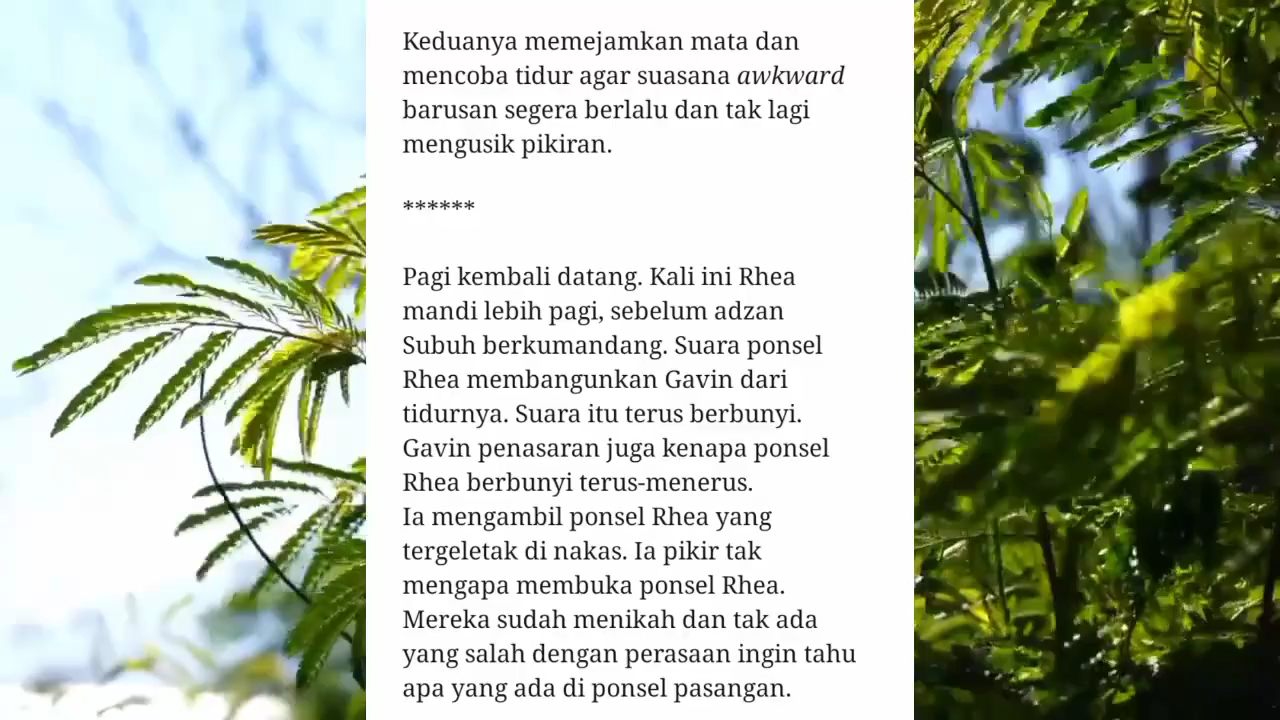 Keduanya memejamkan mata dan
mencoba tidur agar suasana awkward
barusan segera berlalu dan tak lagi
mengusik pikiran.
******
Pagi kembali datang. Kali ini Rhea
mandi lebih pagi, sebelum adzan
Subuh berkumandang. Suara ponsel
Rhea membangunkan Gavin dari
tidurnya. Suara itu terus berbunyi.
Gavin penasaran juga kenapa ponsel
Rhea berbunyi terus-menerus.
Ia mengambil ponsel Rhea yang
tergeletak di nakas. Ia pikir tak
mengapa membuka ponsel Rhea.
Mereka sudah menikah dan tak ada
yang salah dengan perasaan ingin tahu
apa yang ada di ponsel pasangan.